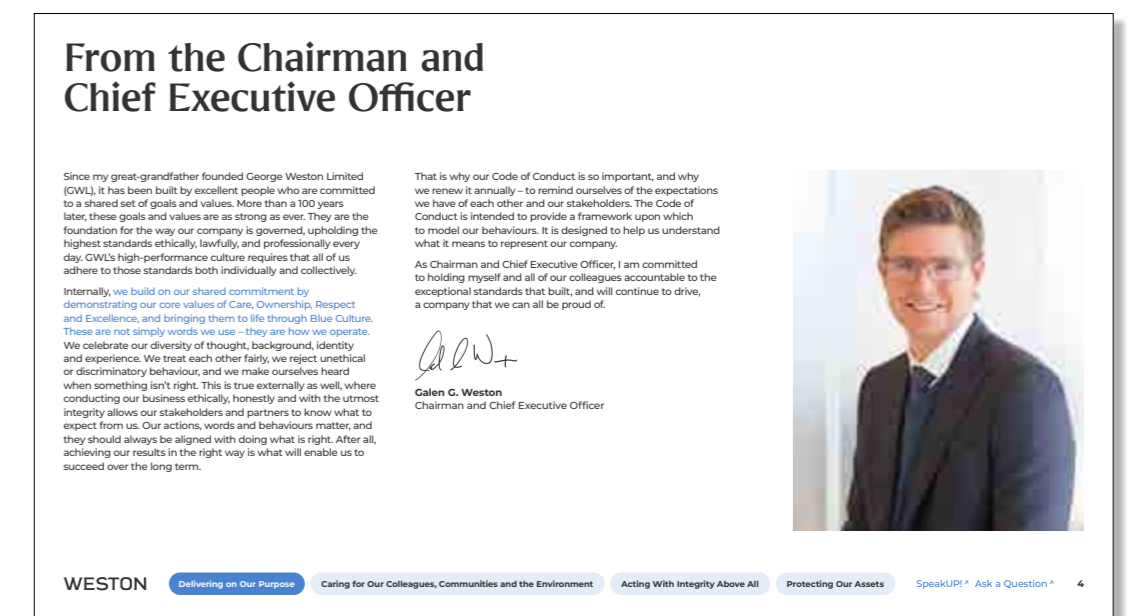 From the Chairman and
Chief Executive Officer
Since my great-grandfather founded George Weston Limited
(GWL), it has been built by excellent people who are committed
to a shared set of goals and values. More than a 100 years
later, these goals and values are as strong as ever. They are the
foundation for the way our company is governed, upholding the
highest standards ethically, lawfully, and professionally every
day. GWL's high-performance culture requires that all of us
adhere to those standards both individually and collectively.
Internally, we build on our shared commitment by
demonstrating our core values of Care, Ownership, Respect
and Excellence, and bringing them to life through Blue Culture.
These are not simply words we use – they are how we operate.
We celebrate our diversity of thought, background, identity
and experience. We treat each other fairly, we reject unethical
or discriminatory behaviour, and we make ourselves heard
when something isn't right. This is true externally as well, where
conducting our business ethically, honestly and with the utmost
integrity allows our stakeholders and partners to know what to
expect from us. Our actions, words and behaviours matter, and
they should always be aligned with doing what is right. After all,
achieving our results in the right way is what will enable us to
succeed over the long term.
That is why our Code of Conduct is so important, and why
we renew it annually – to remind ourselves of the expectations
we have of each other and our stakeholders. The Code of
Conduct is intended to provide a framework upon which
to model our behaviours. It is designed to help us understand
what it means to represent our company.
As Chairman and Chief Executive Officer, I am committed
to holding myself and all of our colleagues accountable to the
exceptional standards that built, and will continue to drive,
a company that we can all be proud of.
Galen G. Weston
Chairman and Chief Executive Officer
WESTON
Delivering on Our Purpose
Caring for Our Colleagues, Communities and the Environment
Acting With Integrity Above All
Protecting Our Assets
SpeakUP! Ask a Question
4